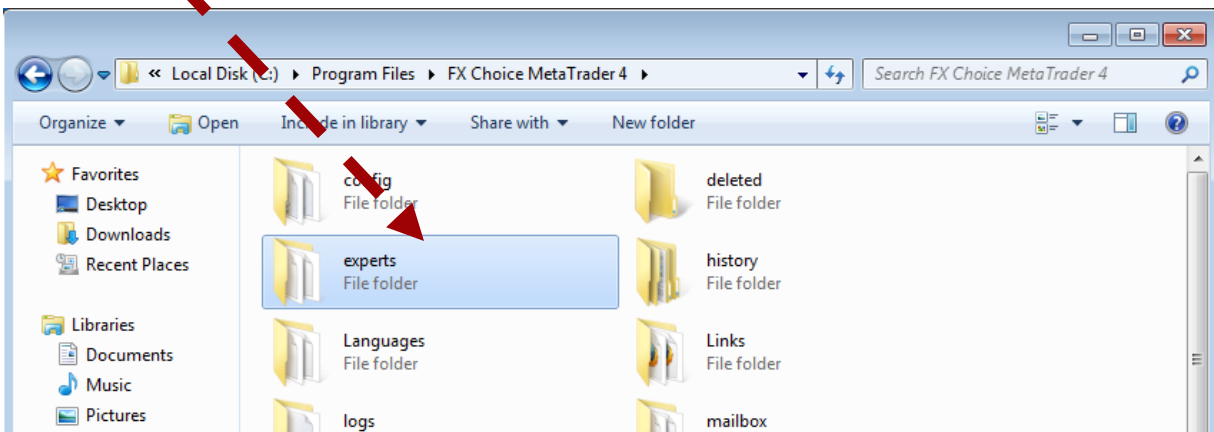 « Local Disk (C:) ▸ Program Files ▸ FX Choice MetaTrader 4 ▸
Search FX Choice MetaTrader 4
Organize ▾ Open Include in library ▾ Share with ▾ New folder
Favorites
Desktop
Downloads
Recent Places
Libraries
Documents
Music
Pictures
config
File folder
deleted
File folder
experts
File folder
history
File folder
Languages
File folder
Links
File folder
logs
mailbox